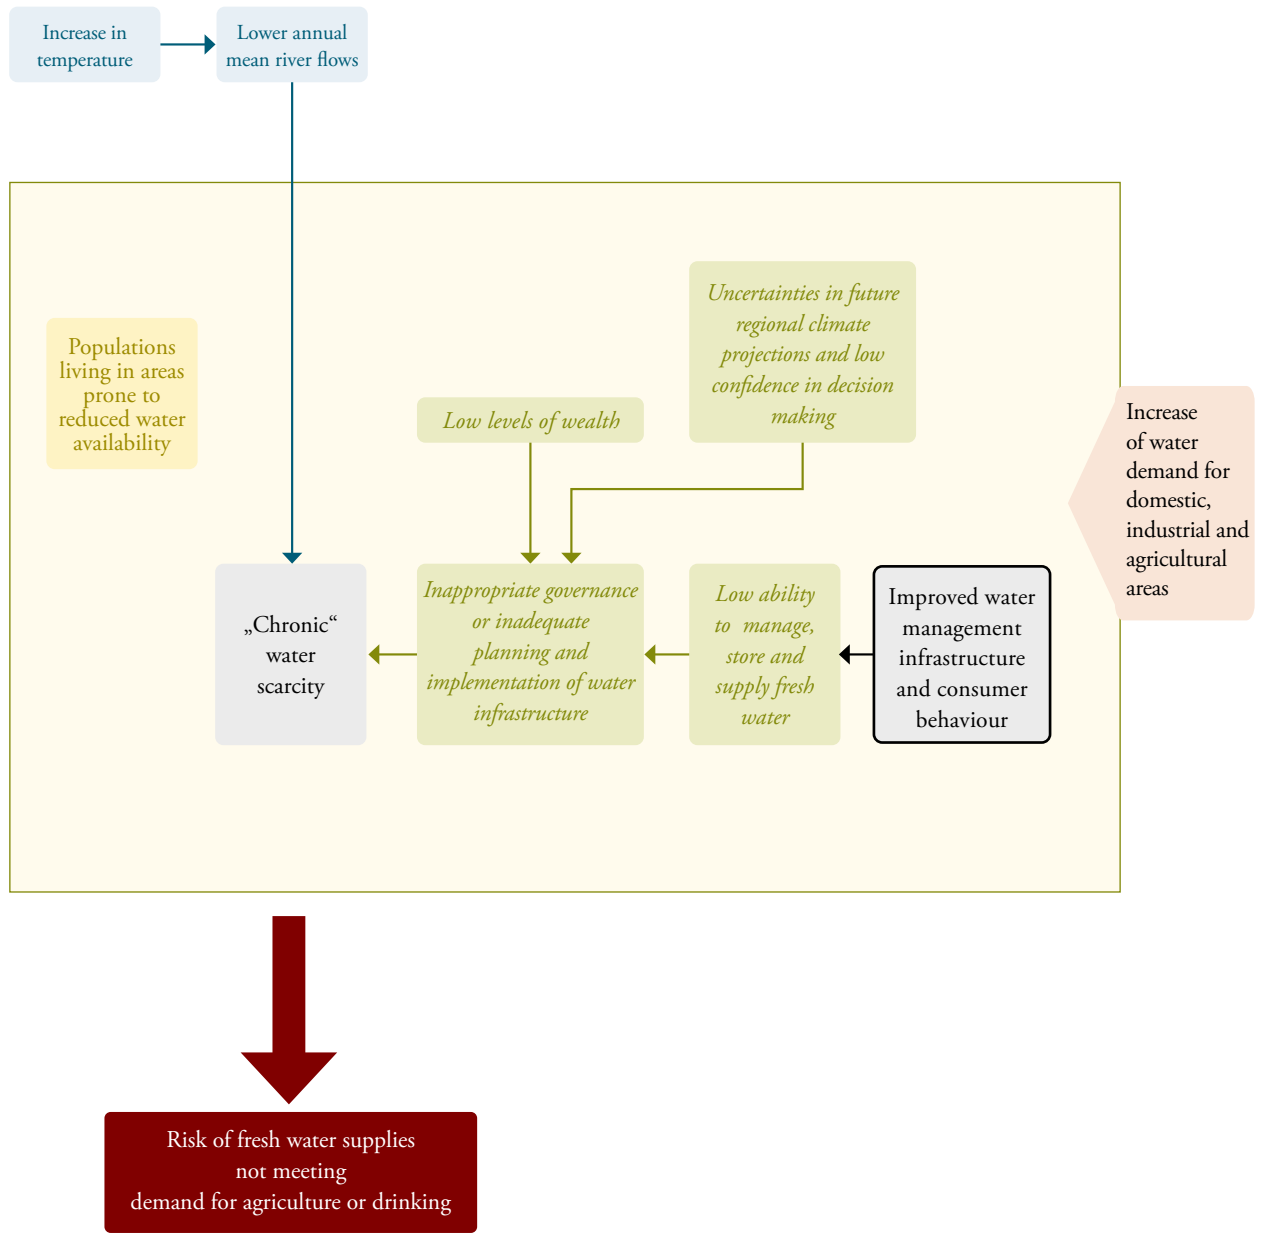 Increase in
temperature
Lower annual
mean river flows
Uncertainties in future
regional climate
projections and low
confidence in decision
making
Populations
living in areas
prone to
reduced water
availability
Low levels of wealth
Increase
of water
demand for
domestic,
industrial and
agricultural
areas
„Chronic“
water
scarcity
Inappropriate governance
or inadequate
planning and
implementation of water
infrastructure
Low ability
to manage,
store and
supply fresh
water
Improved water
management
infrastructure
and consumer
behaviour
Risk of fresh water supplies
not meeting
demand for agriculture or drinking